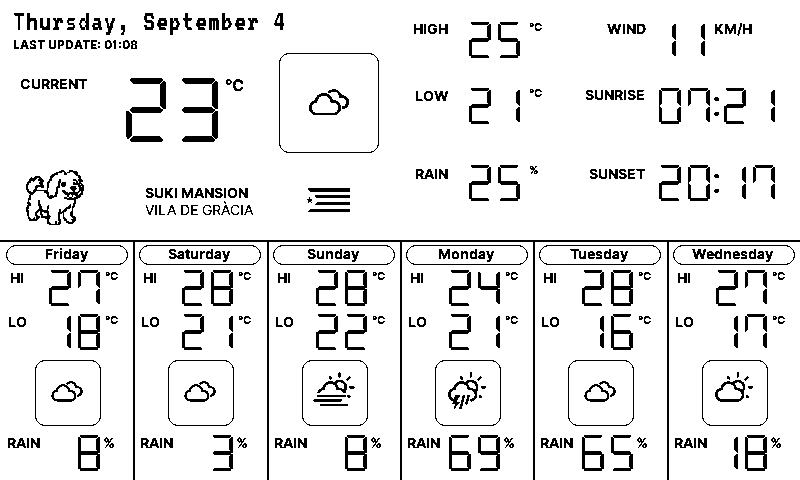 Thursday, September 4
LAST UPDATE: 01:08
CURRENT 23 °C
SUKI MANSION
VILA DE GRÀCIA
HIGH 25 °C
LOW 21 °C
RAIN 25 %
WIND 11 KM/H
SUNRISE 07:21
SUNSET 20:17
Friday
HI 27 °C
LO 18 °C
RAIN 8 %
Saturday
HI 28 °C
LO 21 °C
RAIN 3 %
Sunday
HI 28 °C
LO 22 °C
RAIN 8 %
Monday
HI 24 °C
LO 21 °C
RAIN 69 %
Tuesday
HI 28 °C
LO 16 °C
RAIN 65 %
Wednesday
HI 27 °C
LO 17 °C
RAIN 18 %